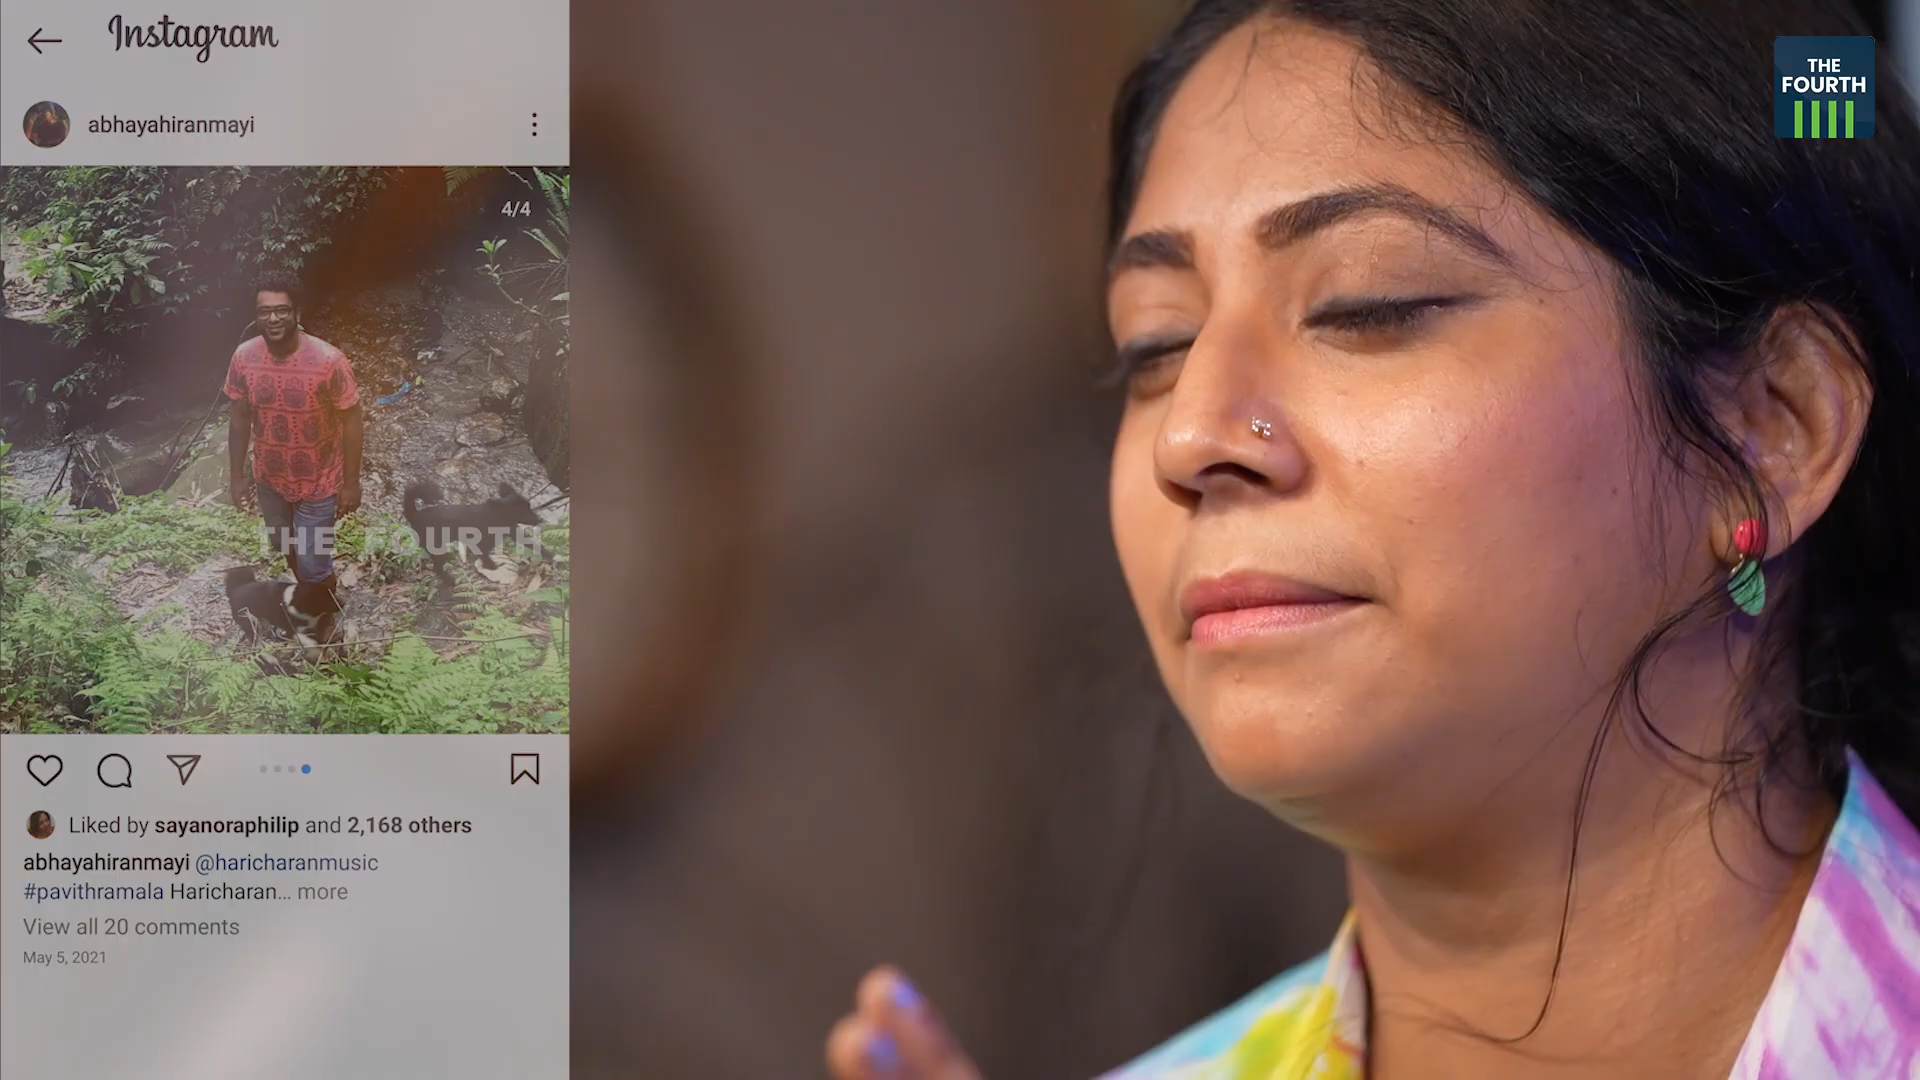 Instagram
abhayahiranmayi
4/4
THE FOURTH
Liked by sayanoraphilip and 2,168 others
abhayahiranmayi @haricharanmusic
#pavithramala Haricharan... more
View all 20 comments
May 5, 2021
THE
FOURTH